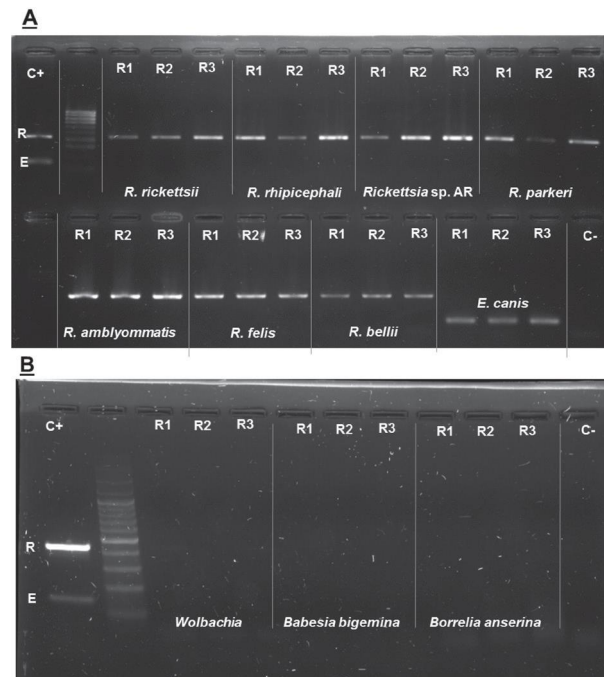 A
C+ R1 R2 R3 R1 R2 R3 R1 R2 R3 R1 R2 R3
R
E
R. rickettsii R. rhipicephali Rickettsia sp. AR R. parkeri
R1 R2 R3 R1 R2 R3 R1 R2 R3 R1 R2 R3 C-
E. canis
R. amblyommatis R. felis R. bellii
B
C+ R1 R2 R3 R1 R2 R3 R1 R2 R3 C-
R
E
Wolbachia Babesia bigemina Borrelia anserina